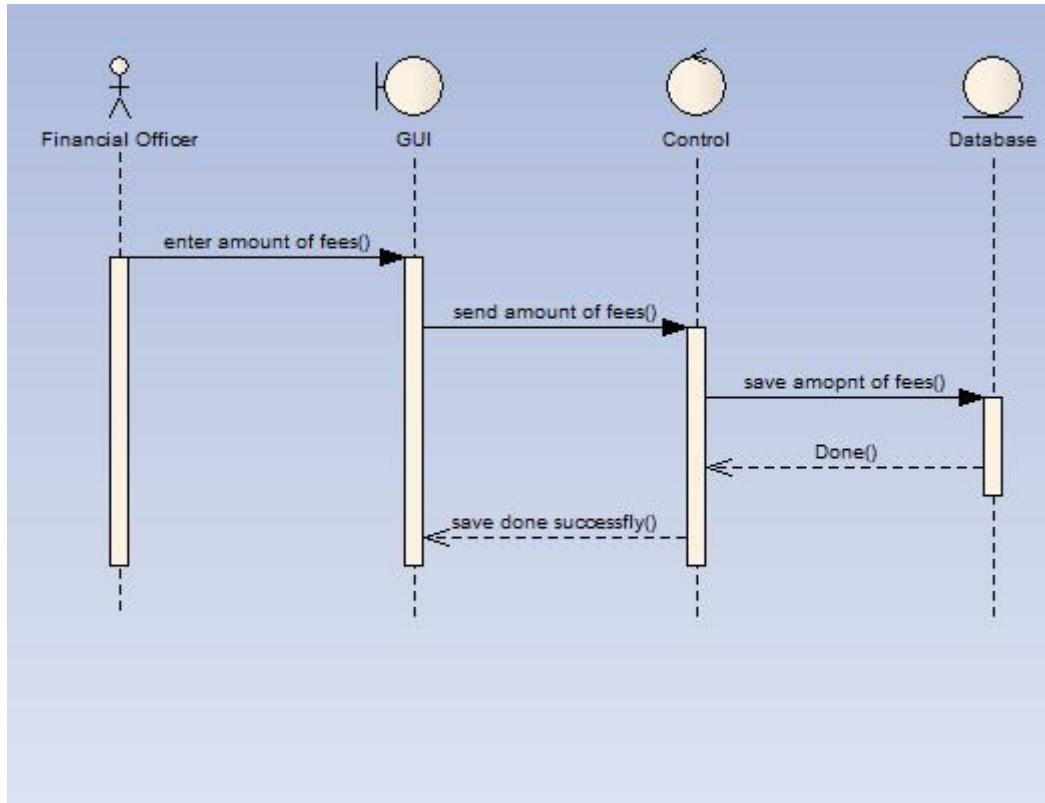 Financial Officer
GUI
Control
Database
enter amount of fees()
send amount of fees()
save amopnt of fees()
Done()
save done successfly()